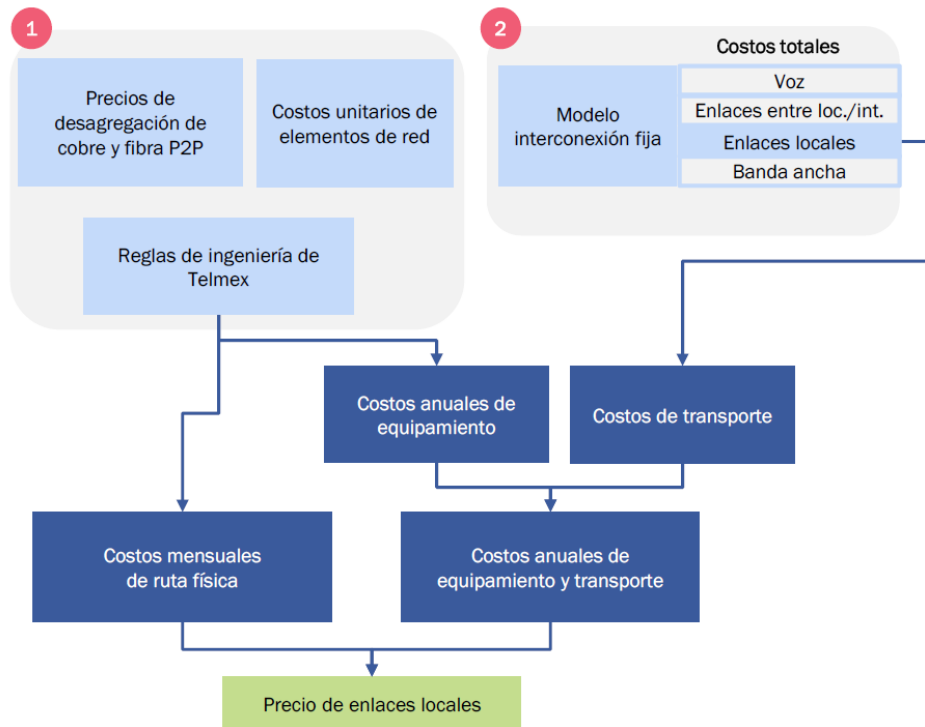 1
Precios de
desagregación de
cobre y fibra P2P
Costos unitarios de
elementos de red
Reglas de ingeniería de
Telmex
2
Costos totales
Modelo
interconexión fija
Voz
Enlaces entre loc./int.
Enlaces locales
Banda ancha
Costos anuales de
equipamiento
Costos de transporte
Costos mensuales
de ruta física
Costos anuales de
equipamiento y transporte
Precio de enlaces locales